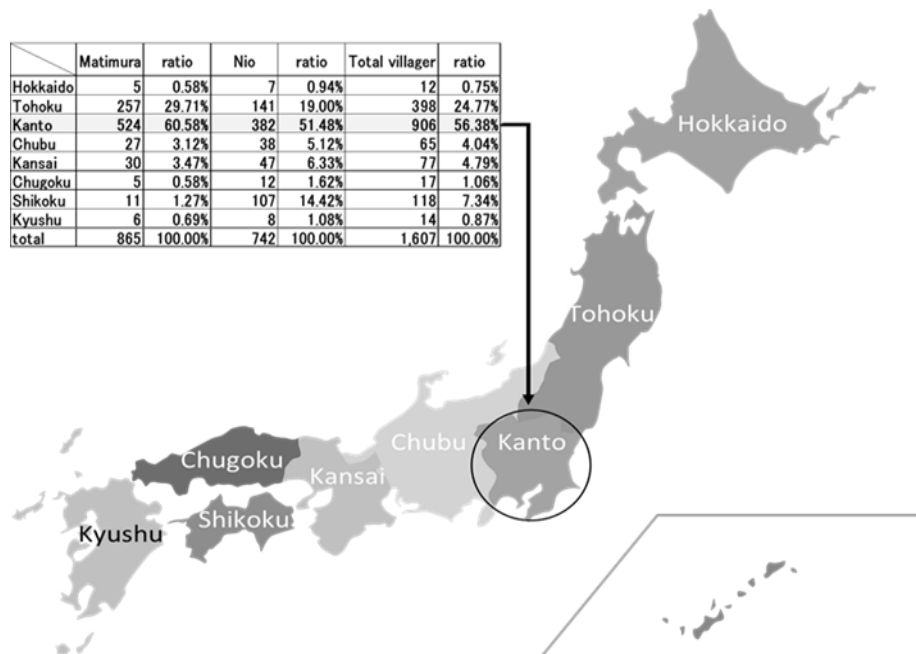 Matimura ratio Nio ratio Total villager ratio
Hokkaido 5 0.58% 7 0.94% 12 0.75%
Tohoku 257 29.71% 141 19.00% 398 24.77%
Kanto 524 60.58% 382 51.48% 906 56.38%
Chubu 27 3.12% 38 5.12% 65 4.04%
Kansai 30 3.47% 47 6.33% 77 4.79%
Chugoku 5 0.58% 12 1.62% 17 1.06%
Shikoku 11 1.27% 107 14.42% 118 7.34%
Kyushu 6 0.69% 8 1.08% 14 0.87%
total 865 100.00% 742 100.00% 1,607 100.00%
Hokkaido
Tohoku
Chubu
Kanto
Chugoku
Kansai
Shikoku
Kyushu